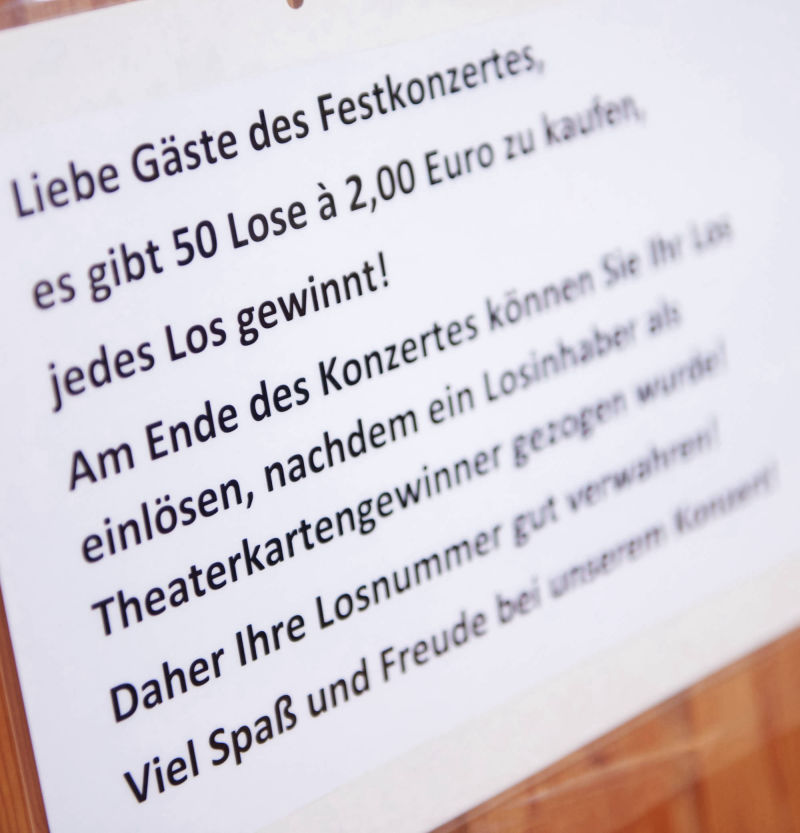 Liebe Gäste des Festkonzertes,
es gibt 50 Lose à 2,00 Euro zu kaufen,
jedes Los gewinnt!
Am Ende des Konzertes können Sie Ihr Los
einlösen, nachdem ein Losinhaber als
Theaterkartengewinner gezogen wurde!
Daher Ihre Losnummer gut verwahren!
Viel Spaß und Freude bei unserem Konzert!